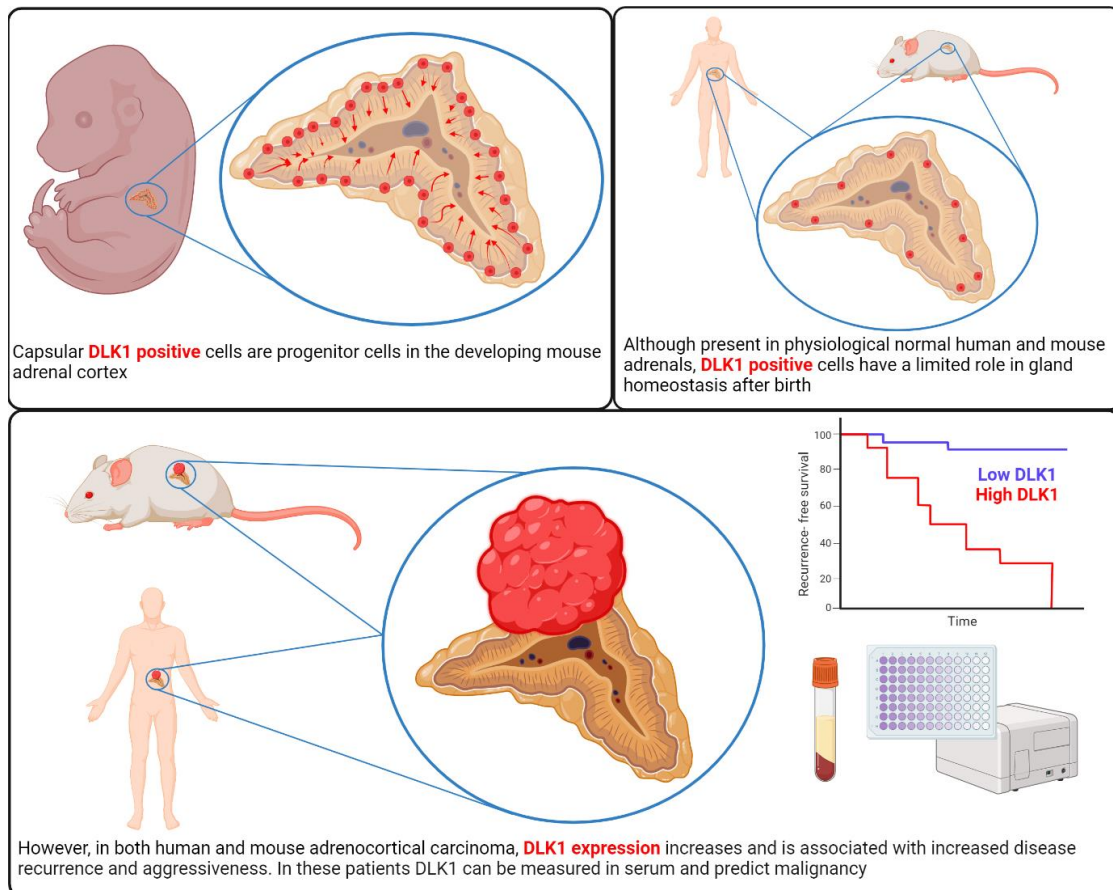 Capsular DLK1 positive cells are progenitor cells in the developing mouse
adrenal cortex
Although present in physiological normal human and mouse
adrenals, DLK1 positive cells have a limited role in gland
homeostasis after birth
100
80
60
40
20
0
Recurrence- free survival
Low DLK1
High DLK1
Time
However, in both human and mouse adrenocortical carcinoma, DLK1 expression increases and is associated with increased disease
recurrence and aggressiveness. In these patients DLK1 can be measured in serum and predict malignancy